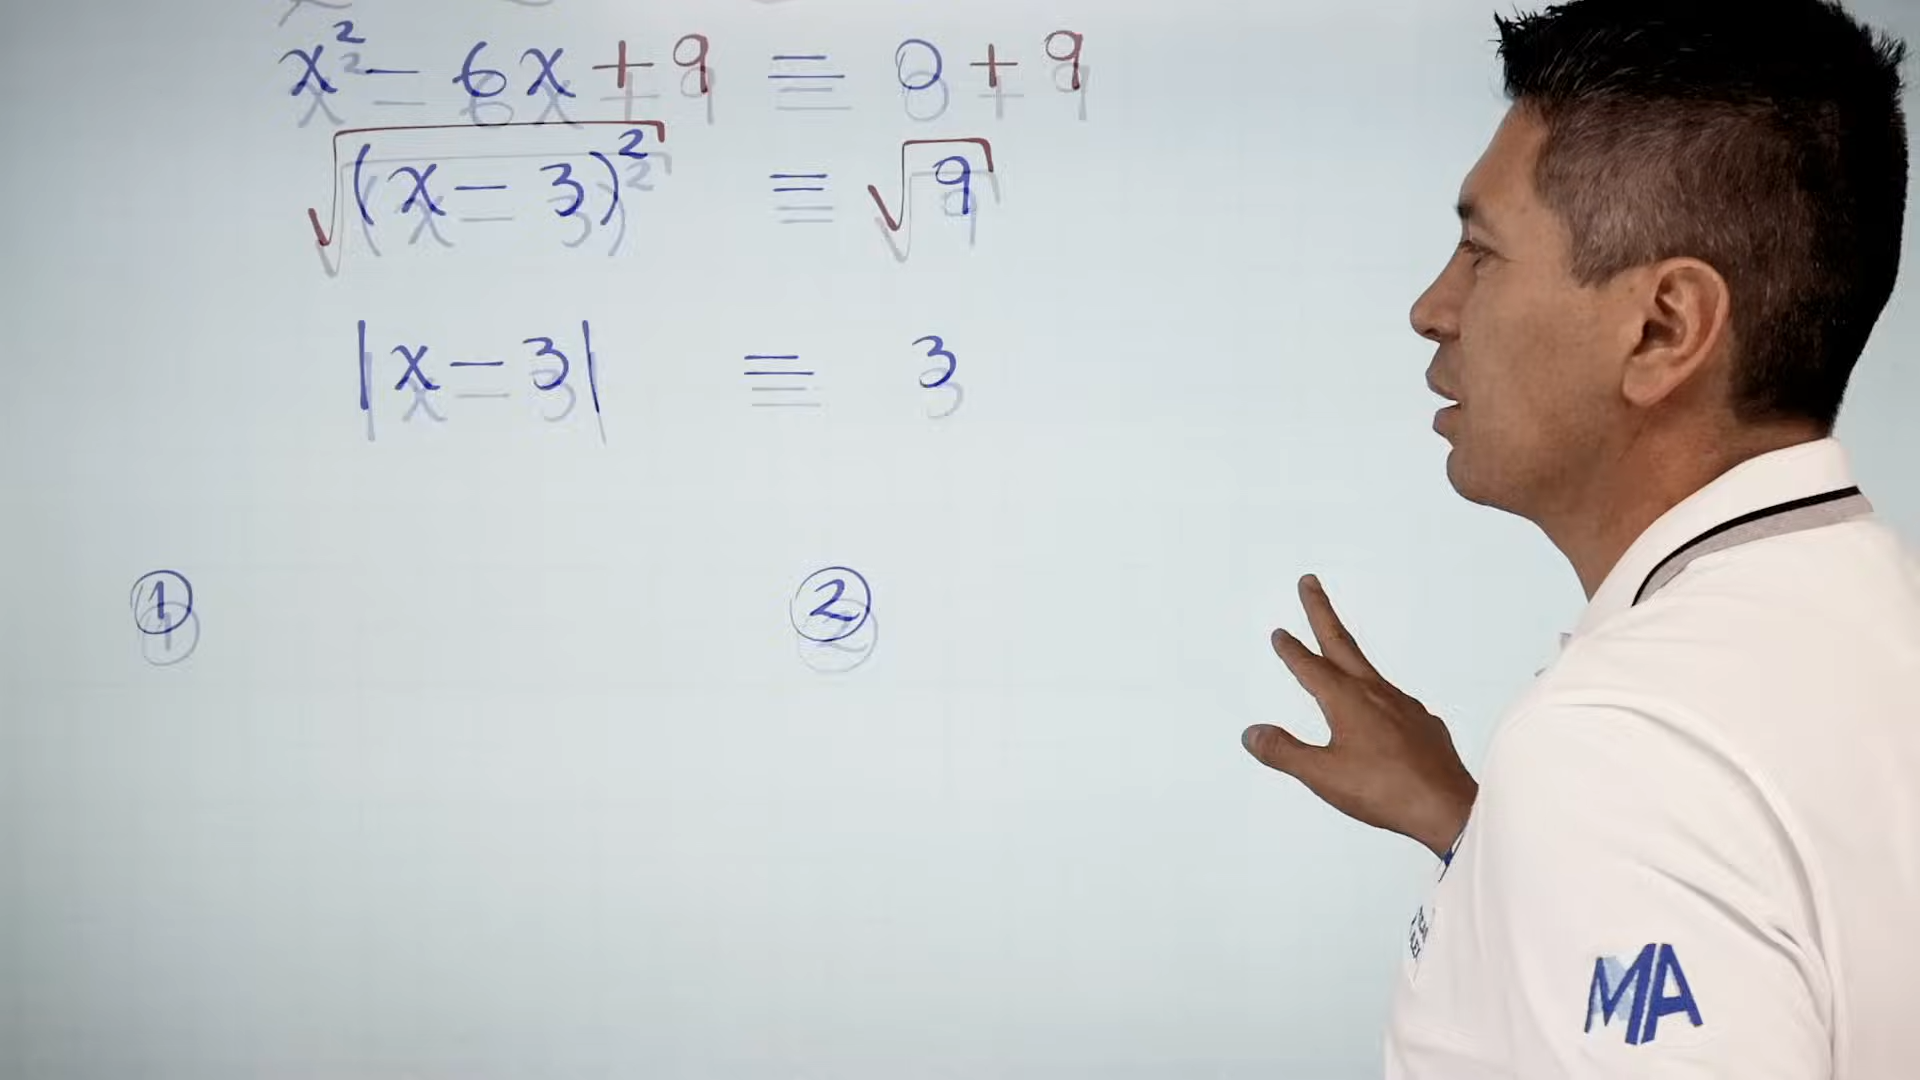 x² - 6x + 9 = 0 + 9
√(x - 3)² = √9
|x - 3| = 3
① ②
MA